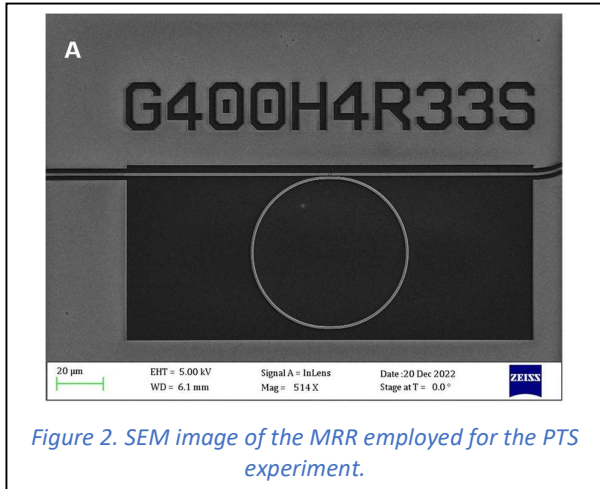 A
G400H4R33S
20 µm
EHT = 5.00 kV
Signal A = InLens
Date :20 Dec 2022
WD = 6.1 mm
Mag = 514 X
Stage at T = 0.0 °
ZEISS
Figure 2. SEM image of the MRR employed for the PTS
experiment.